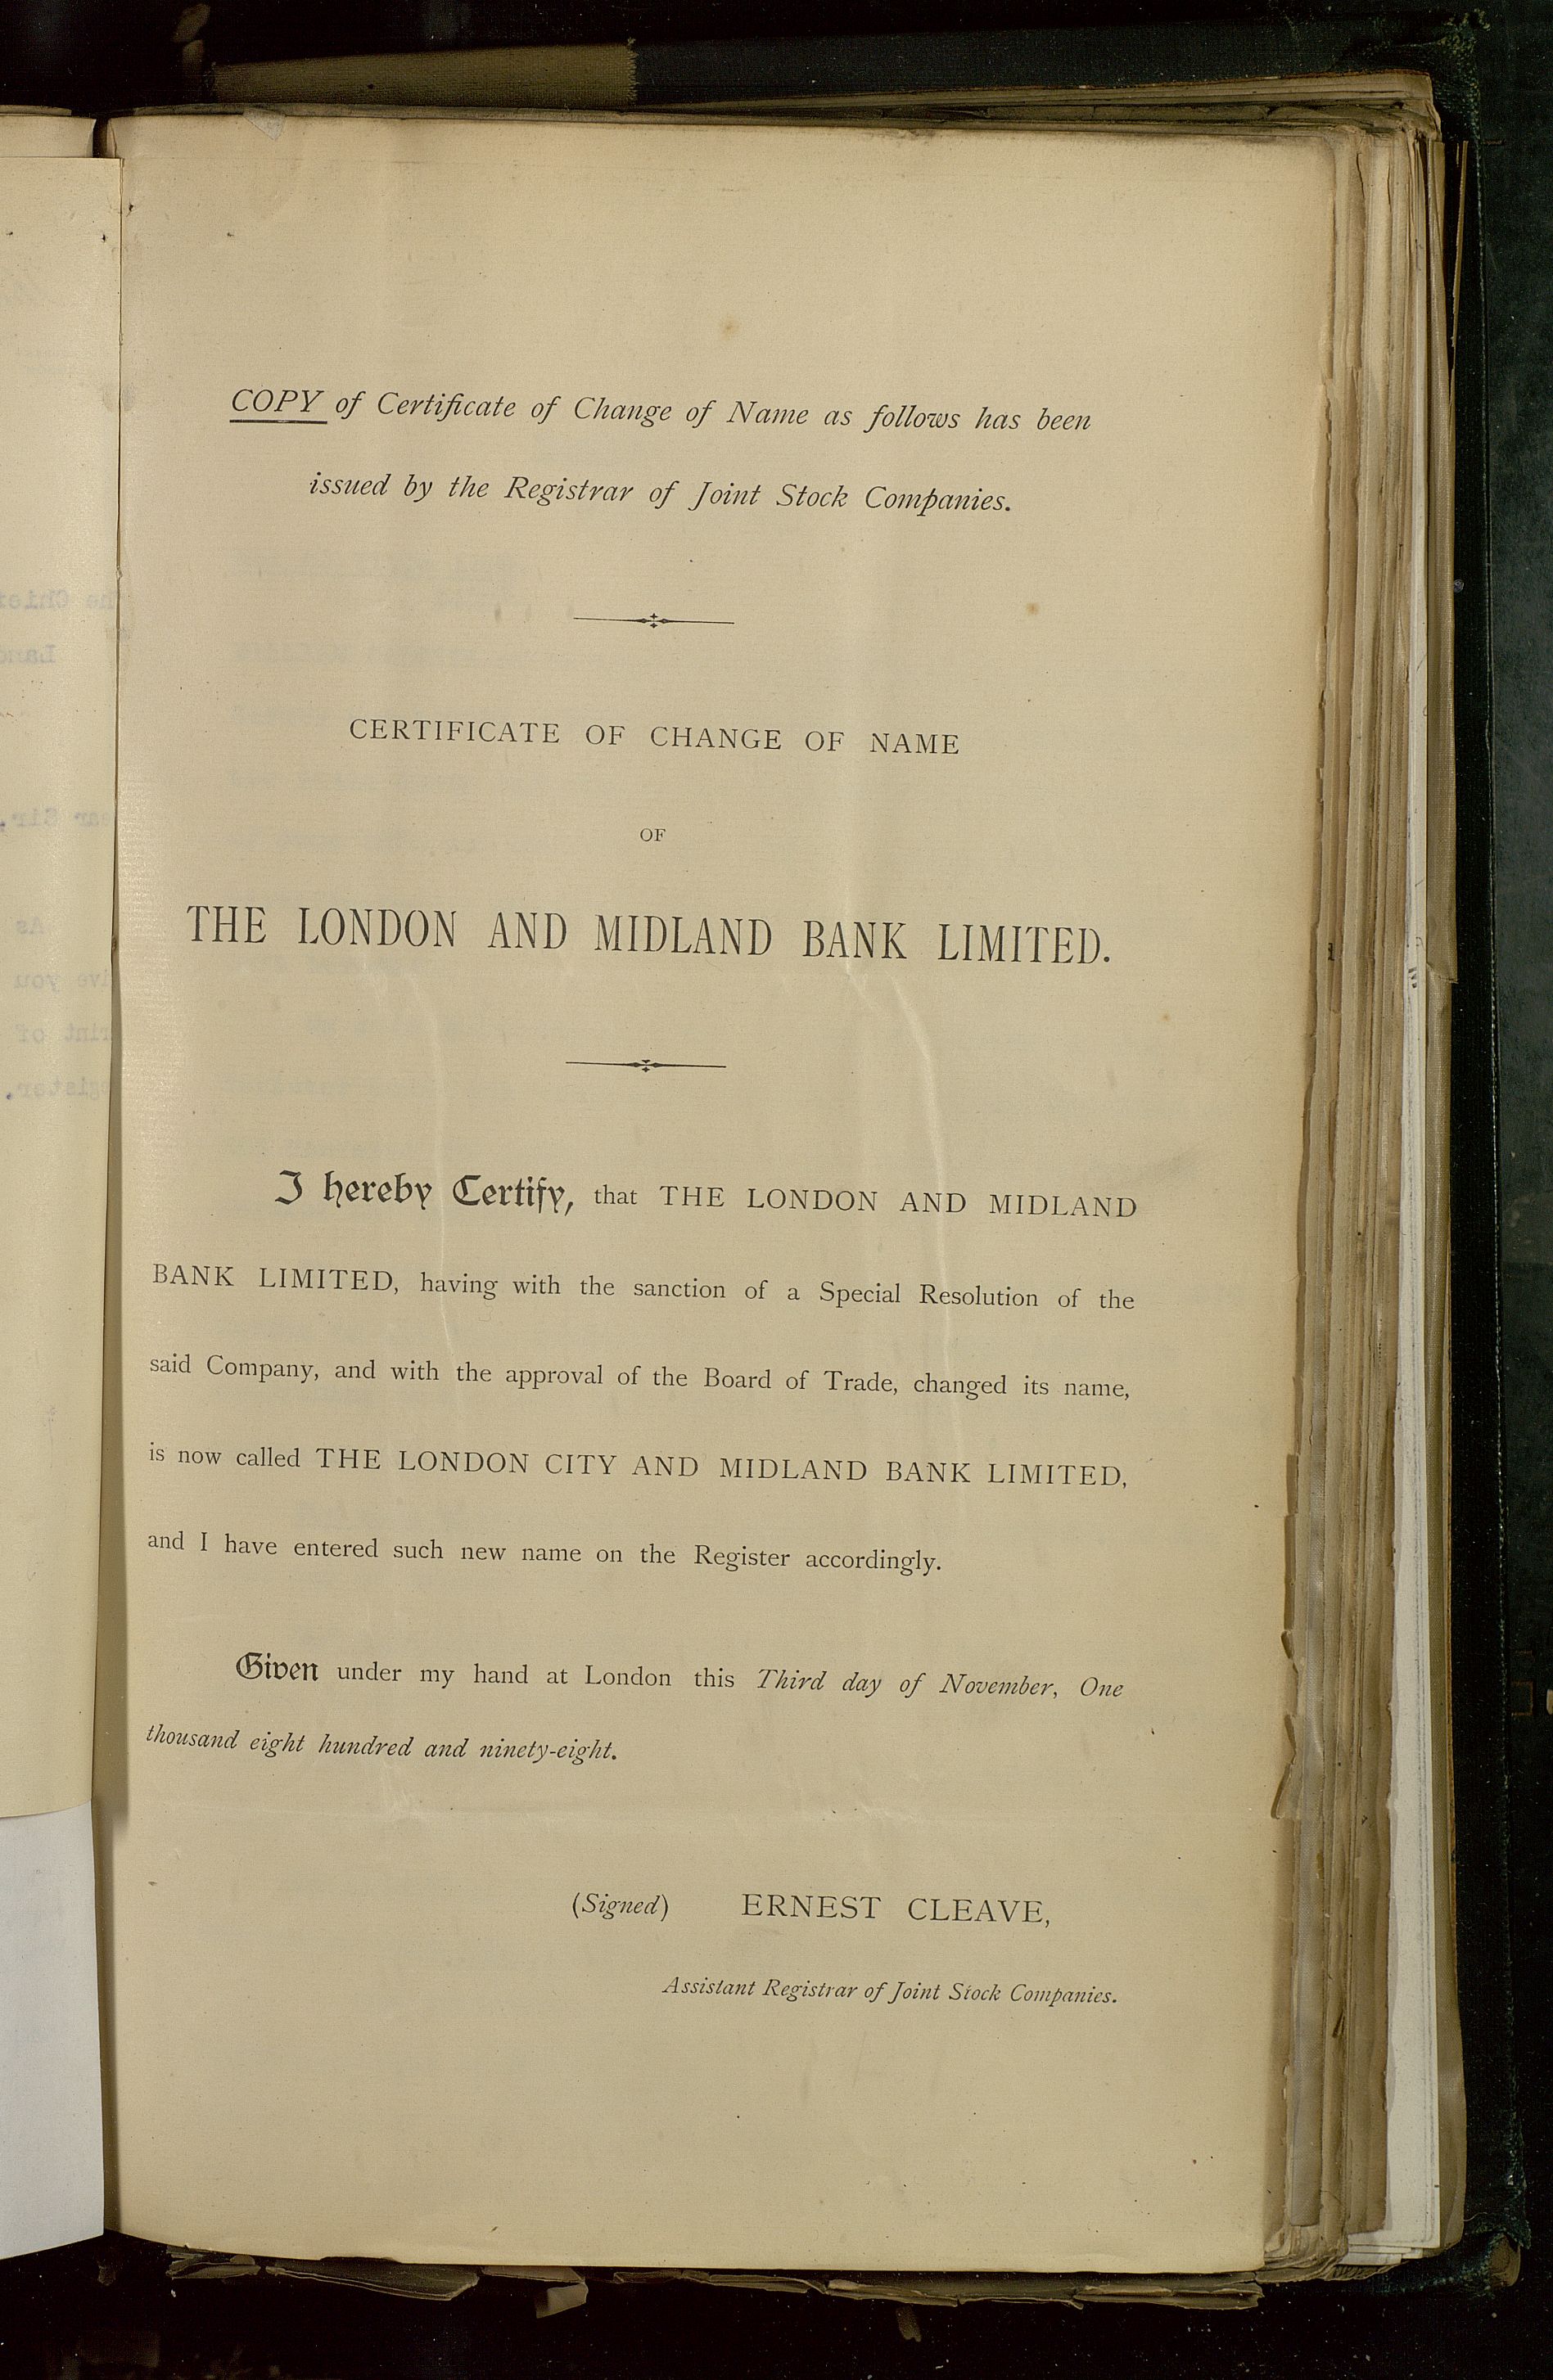 COPY of Certificate of Change of Name as follows has been
issued by the Registrar of Joint Stock Companies.
CERTIFICATE OF CHANGE OF NAME
OF
THE LONDON AND MIDLAND BANK LIMITED.
I hereby Certify, that THE LONDON AND MIDLAND
BANK LIMITED, having with the sanction of a Special Resolution of the
said Company, and with the approval of the Board of Trade, changed its name,
is now called THE LONDON CITY AND MIDLAND BANK LIMITED,
and I have entered such new name on the Register accordingly.
Given under my hand at London this Third day of November, One
thousand eight hundred and ninety-eight.
(Signed) ERNEST CLEAVE,
Assistant Registrar of Joint Stock Companies.